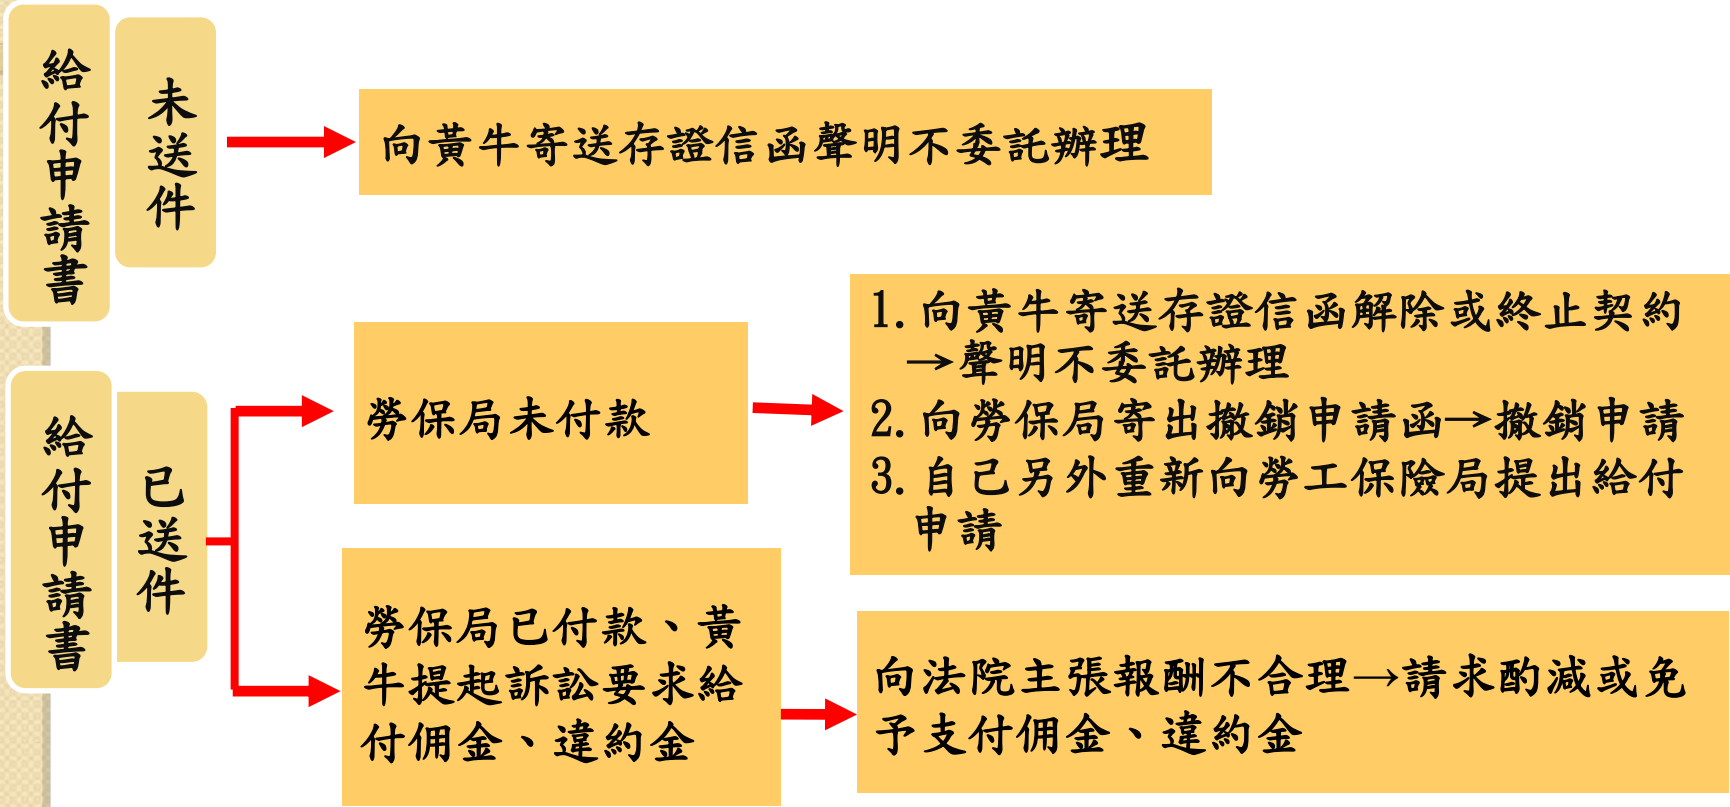 給付申請書
未送件
向黃牛寄送存證信函聲明不委託辦理
給付申請書
已送件
勞保局未付款
1. 向黃牛寄送存證信函解除或終止契約
→聲明不委託辦理
2. 向勞保局寄出撤銷申請函→撤銷申請
3. 自己另外重新向勞工保險局提出給付
申請
勞保局已付款、黃
牛提起訴訟要求給
付佣金、違約金
向法院主張報酬不合理→請求酌減或免
予支付佣金、違約金